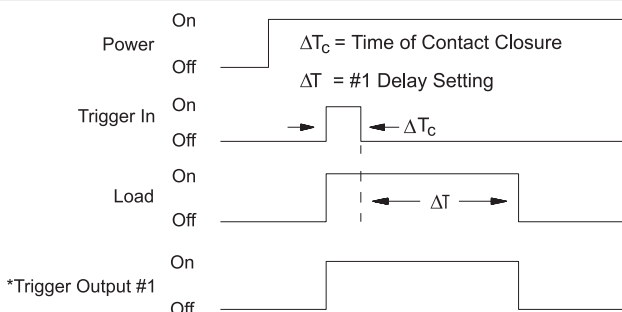 On
Power
Off
ΔTc = Time of Contact Closure
ΔT = #1 Delay Setting
On
Trigger In
Off
ΔTc
On
Load
Off
ΔT
On
*Trigger Output #1
Off